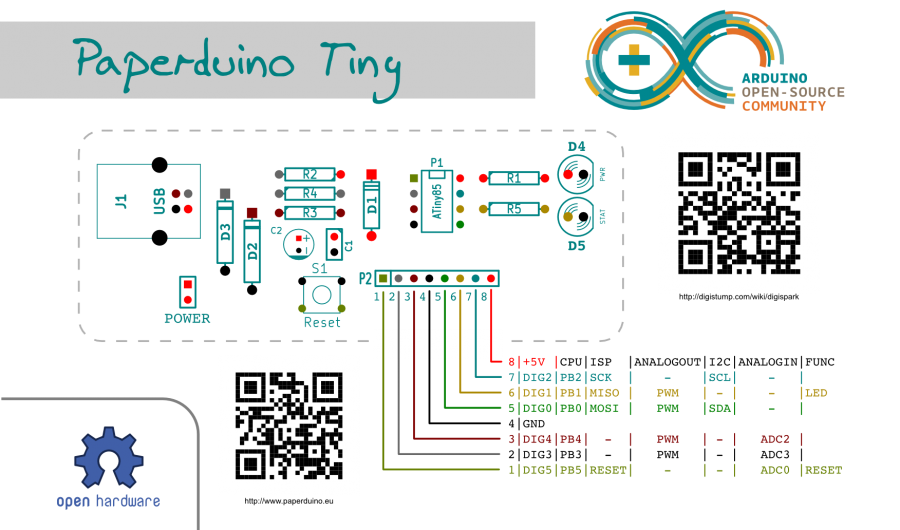 Paperduino Tiny
ARDUINO
OPEN-SOURCE
COMMUNITY
J1
USB
POWER
D3
D2
R2
R4
R3
C2
+
C1
S1
Reset
D1
P1
ATiny85
R1
R5
D4
PWR
STAT
D5
P2
1 2 3 4 5 6 7 8
http://digistump.com/wiki/digispark
8|+5V |CPU|ISP |ANALOGOUT|I2C|ANALOGIN|FUNC
7|DIG2|PB2|SCK | - |SCL| - |
6|DIG1|PB1|MISO | PWM | - | - |LED
5|DIG0|PB0|MOSI | PWM |SDA| - |
4|GND
3|DIG4|PB4| - | PWM | - | ADC2 |
2|DIG3|PB3| - | PWM | - | ADC3 |
1|DIG5|PB5|RESET| - | - | ADC0 |RESET
open hardware
http://www.paperduino.eu